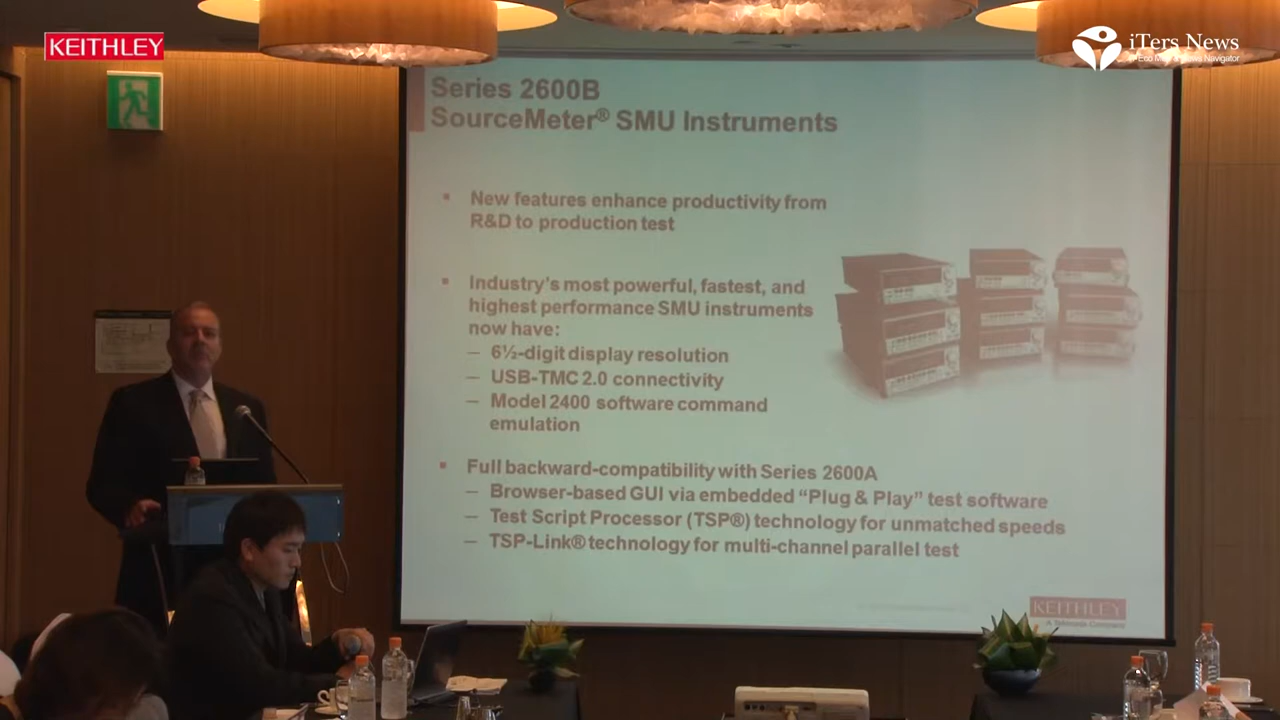 KEITHLEY
iTers News
Series 2600B
SourceMeter® SMU Instruments
▪ New features enhance productivity from
R&D to production test
▪ Industry's most powerful, fastest, and
highest performance SMU instruments
now have:
– 6½-digit display resolution
– USB-TMC 2.0 connectivity
– Model 2400 software command
emulation
▪ Full backward-compatibility with Series 2600A
– Browser-based GUI via embedded “Plug & Play” test software
– Test Script Processor (TSP®) technology for unmatched speeds
– TSP-Link® technology for multi-channel parallel test
KEITHLEY
A Tektronix Company